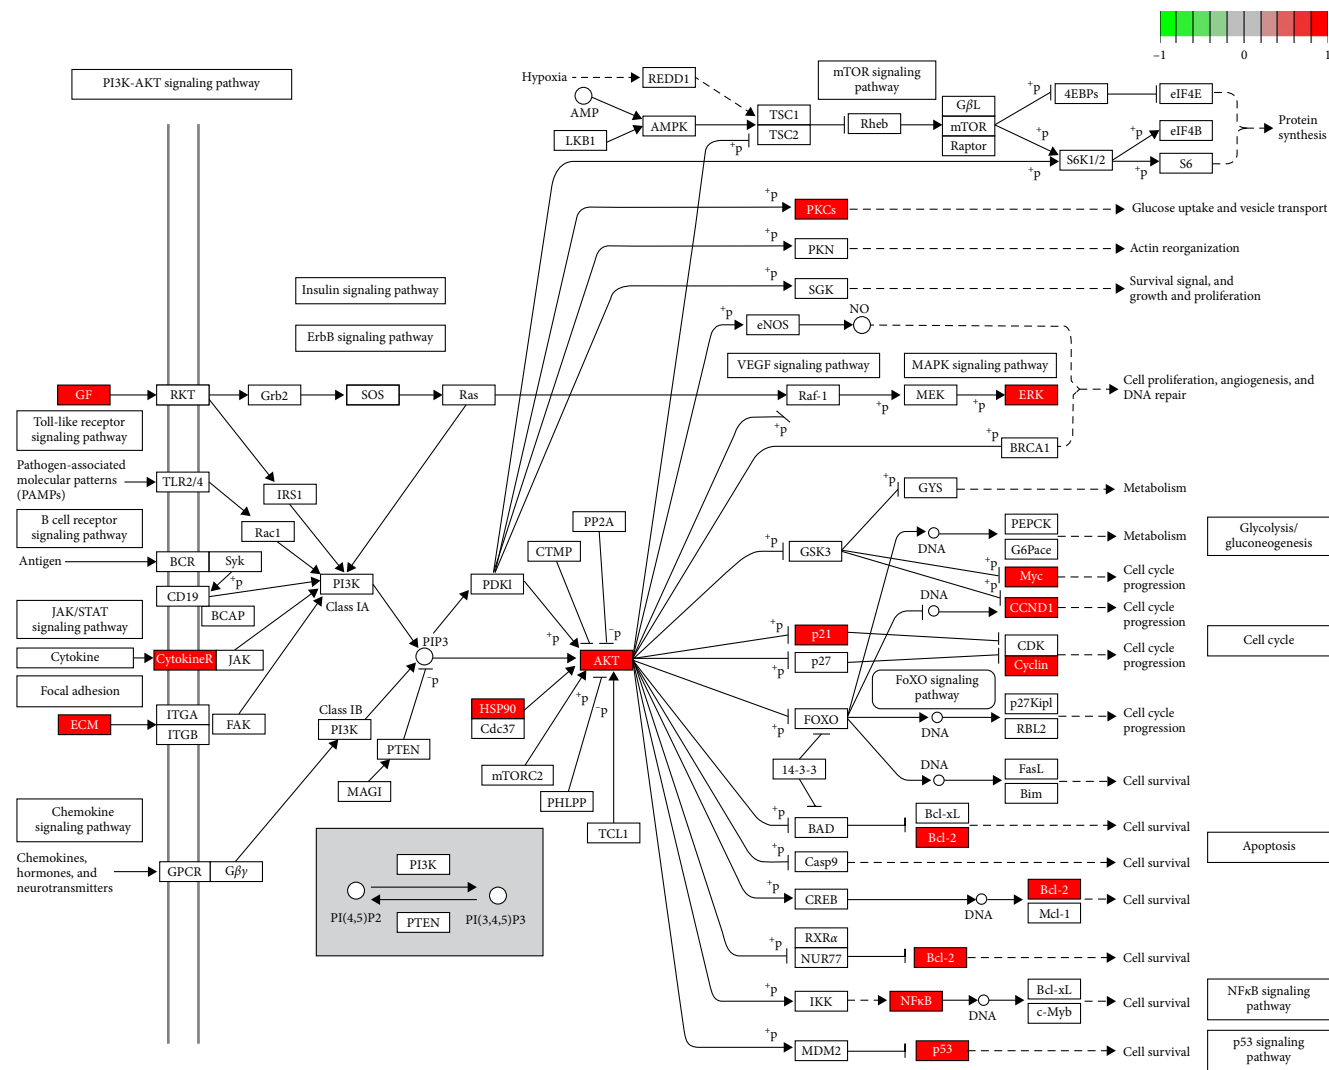 −1
0
1
PI3K-AKT signaling pathway
Hypoxia
REDD1
mTOR signaling
pathway
AMP
LKB1
AMPK
TSC1
TSC2
+p
Rheb
GβL
mTOR
Raptor
+p
4EBPs
eIF4E
+p
S6K1/2
+p
+p
eIF4B
+p
S6
Protein
synthesis
+p
PKCs
Glucose uptake and vesicle transport
+p
PKN
Actin reorganization
+p
SGK
Survival signal, and
growth and proliferation
Insulin signaling pathway
ErbB signaling pathway
+p
eNOS
NO
VEGF signaling pathway
MAPK signaling pathway
GF
RKT
Grb2
SOS
Ras
Raf-1
+p
MEK
+p
ERK
Cell proliferation, angiogenesis, and
DNA repair
+p
+p
BRCA1
Toll-like receptor
signaling pathway
Pathogen-associated
molecular patterns
(PAMPs)
TLR2/4
IRS1
Rac1
B cell receptor
signaling pathway
Antigen
BCR
Syk
+p
CD19
BCAP
PI3K
Class IA
JAK/STAT
signaling pathway
Cytokine
CytokineR
JAK
Focal adhesion
ECM
ITGA
ITGB
FAK
Class IB
PI3K
PTEN
MAGI
PIP3
−p
PDKl
PP2A
CTMP
+p
−p
AKT
HSP90
Cdc37
+p
−p
mTORC2
PHLPP
TCL1
+p
GYS
Metabolism
+p
GSK3
DNA
PEPCK
G6Pace
Metabolism
Glycolysis/
gluconeogenesis
+p
Myc
Cell cycle
progression
+p
DNA
CCND1
Cell cycle
progression
+p
p21
+p
p27
CDK
Cyclin
Cell cycle
progression
Cell cycle
FoXO signaling
pathway
+p
FOXO
DNA
p27Kipl
RBL2
Cell cycle
progression
14-3-3
DNA
FasL
Bim
Cell survival
+p
BAD
Bcl-xL
Bcl-2
Cell survival
Apoptosis
+p
Casp9
Cell survival
+p
CREB
DNA
Bcl-2
Mcl-1
Cell survival
+p
RXRα
NUR77
Bcl-2
Cell survival
+p
IKK
NFκB
DNA
Bcl-xL
c-Myb
Cell survival
NFκB signaling
pathway
+p
MDM2
p53
Cell survival
p53 signaling
pathway
Chemokine
signaling pathway
Chemokines,
hormones, and
neurotransmitters
GPCR
Gβγ
PI3K
PI(4,5)P2
PI(3,4,5)P3
PTEN